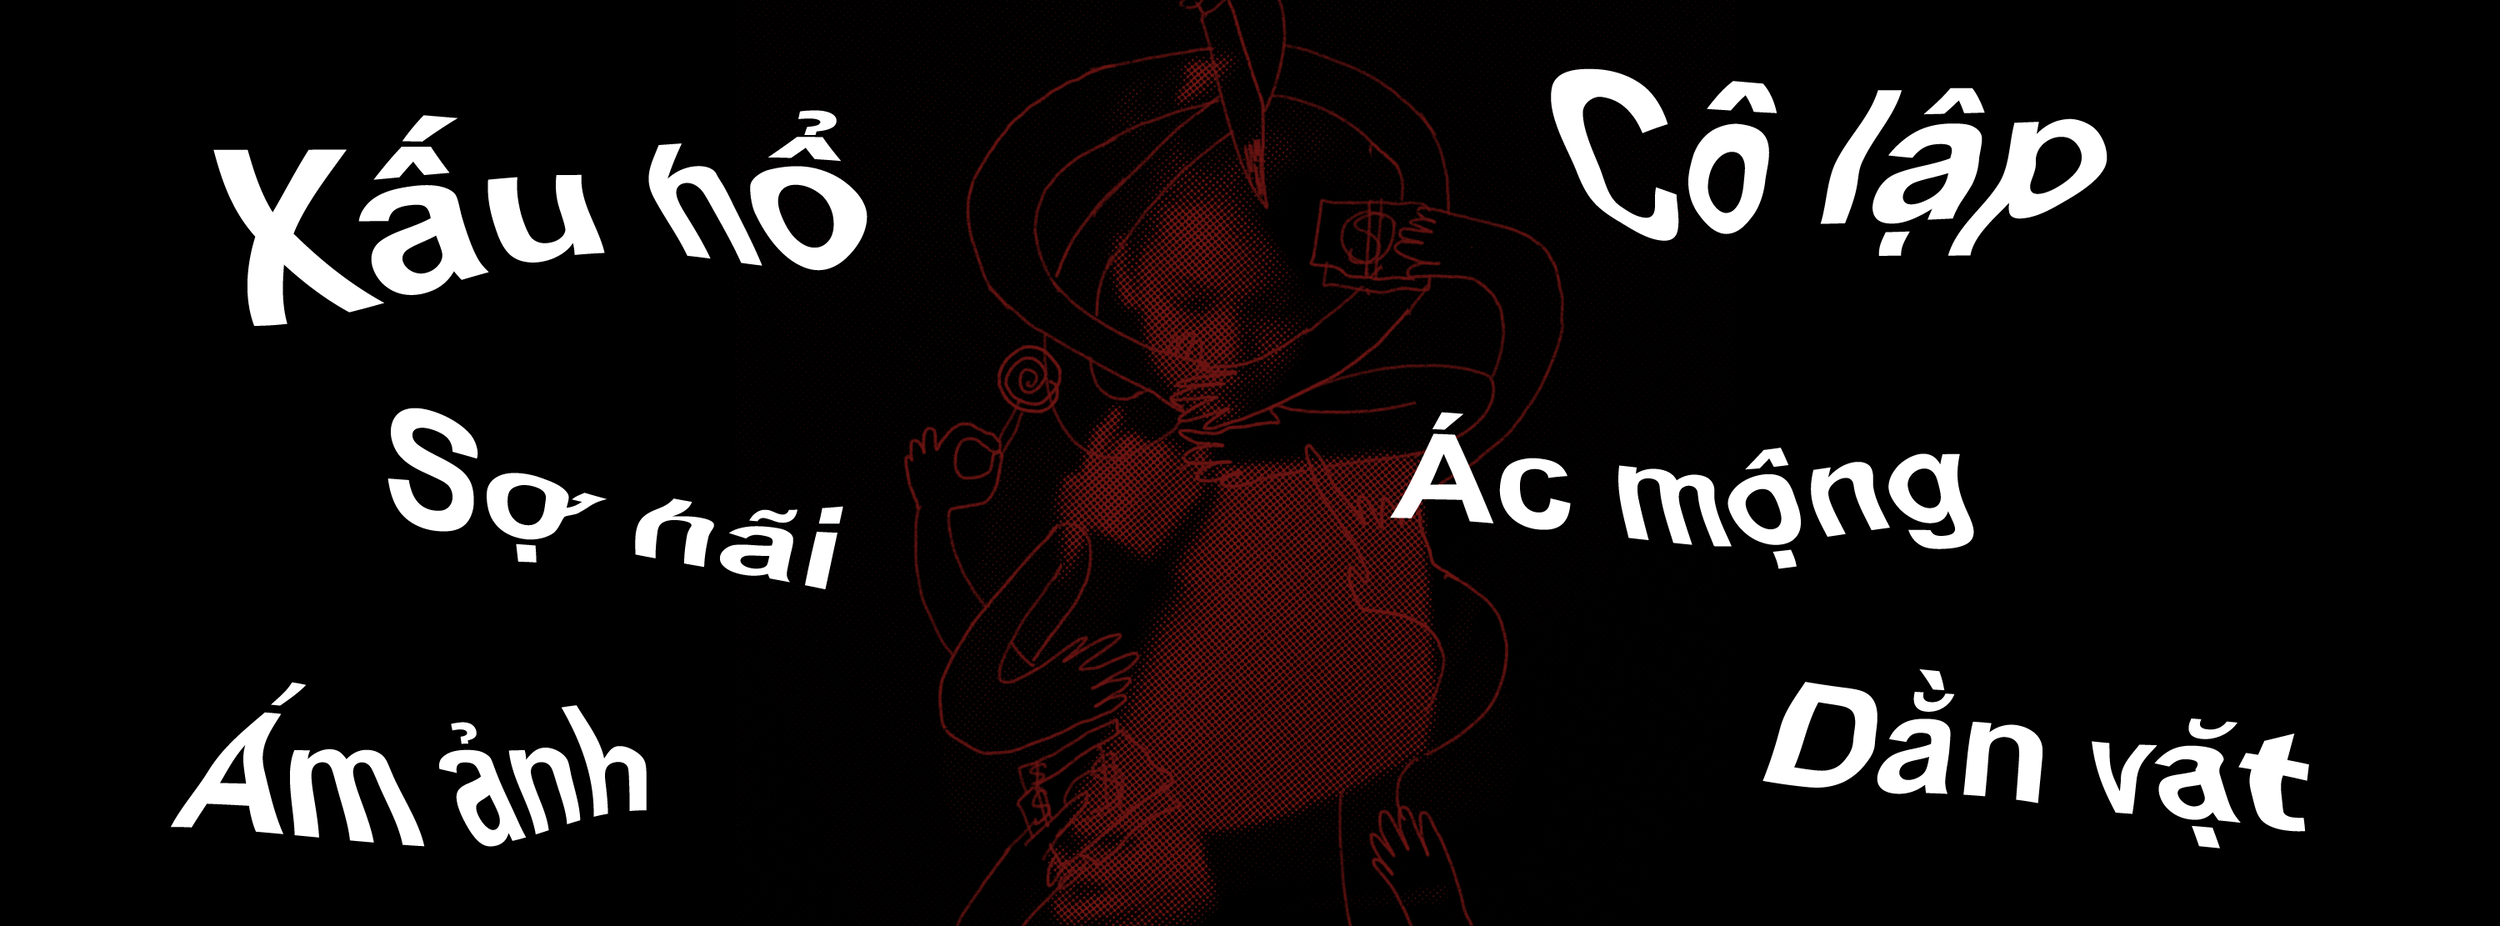 Xấu hổ
Cô lập
Sợ hãi
Ác mộng
Ám ảnh
Dằn vặt